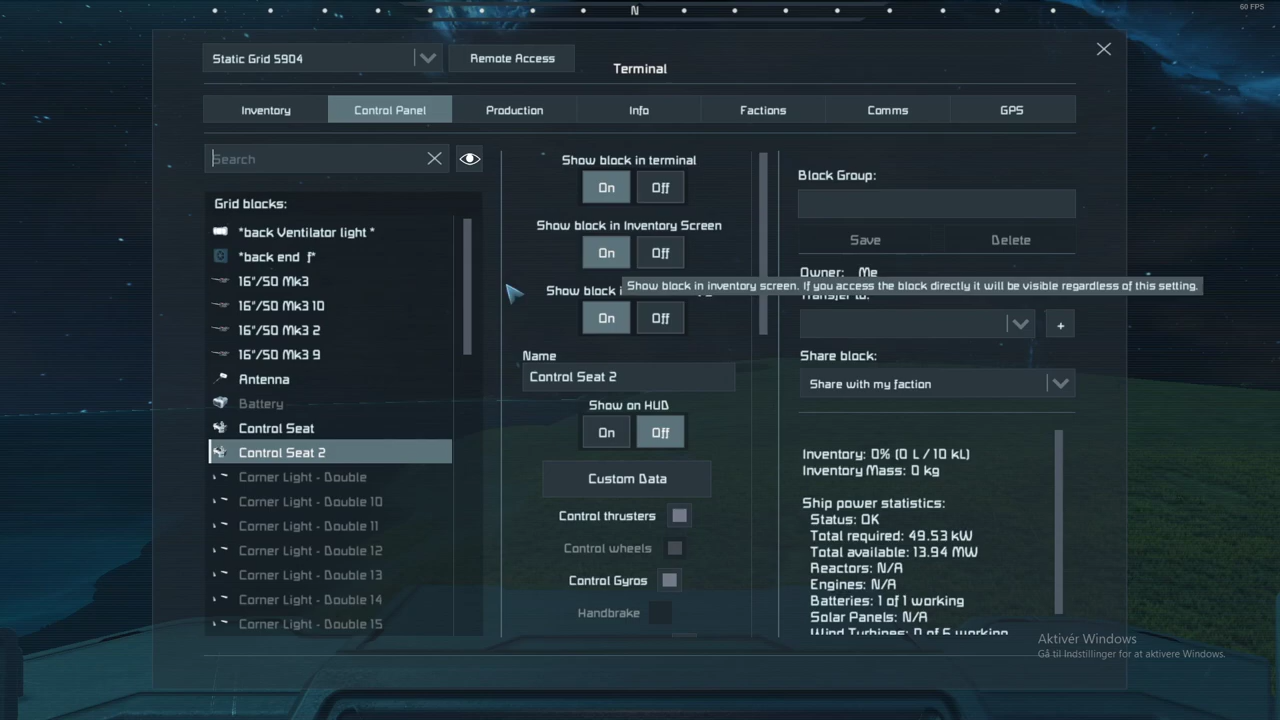 N
60 FPS
Static Grid 5904
Remote Access
Terminal
Inventory
Control Panel
Production
Info
Factions
Comms
GPS
Search
Grid blocks:
*back Ventilator light *
*back end f*
16"/50 Mk3
16"/50 Mk3 10
16"/50 Mk3 2
16"/50 Mk3 9
Antenna
Battery
Control Seat
Control Seat 2
Corner Light - Double
Corner Light - Double 10
Corner Light - Double 11
Corner Light - Double 12
Corner Light - Double 13
Corner Light - Double 14
Corner Light - Double 15
Show block in terminal
On Off
Show block in Inventory Screen
On Off
Show block i
Show block in inventory screen. If you access the block directly it will be visible regardless of this setting.
On Off
Name
Control Seat 2
Show on HUD
On Off
Custom Data
Control thrusters
Control wheels
Control Gyros
Handbrake
Block Group:
Save
Delete
Owner: Me
+
Share block:
Share with my faction
Inventory: 0% (0 L / 10 kL)
Inventory Mass: 0 kg
Ship power statistics:
Status: OK
Total required: 49.53 kW
Total available: 13.94 MW
Reactors: N/A
Engines: N/A
Batteries: 1 of 1 working
Solar Panels: N/A
Wind Turbines: 0 of 6 working
Aktivér Windows
Gå til Indstillinger for at aktivere Windows.